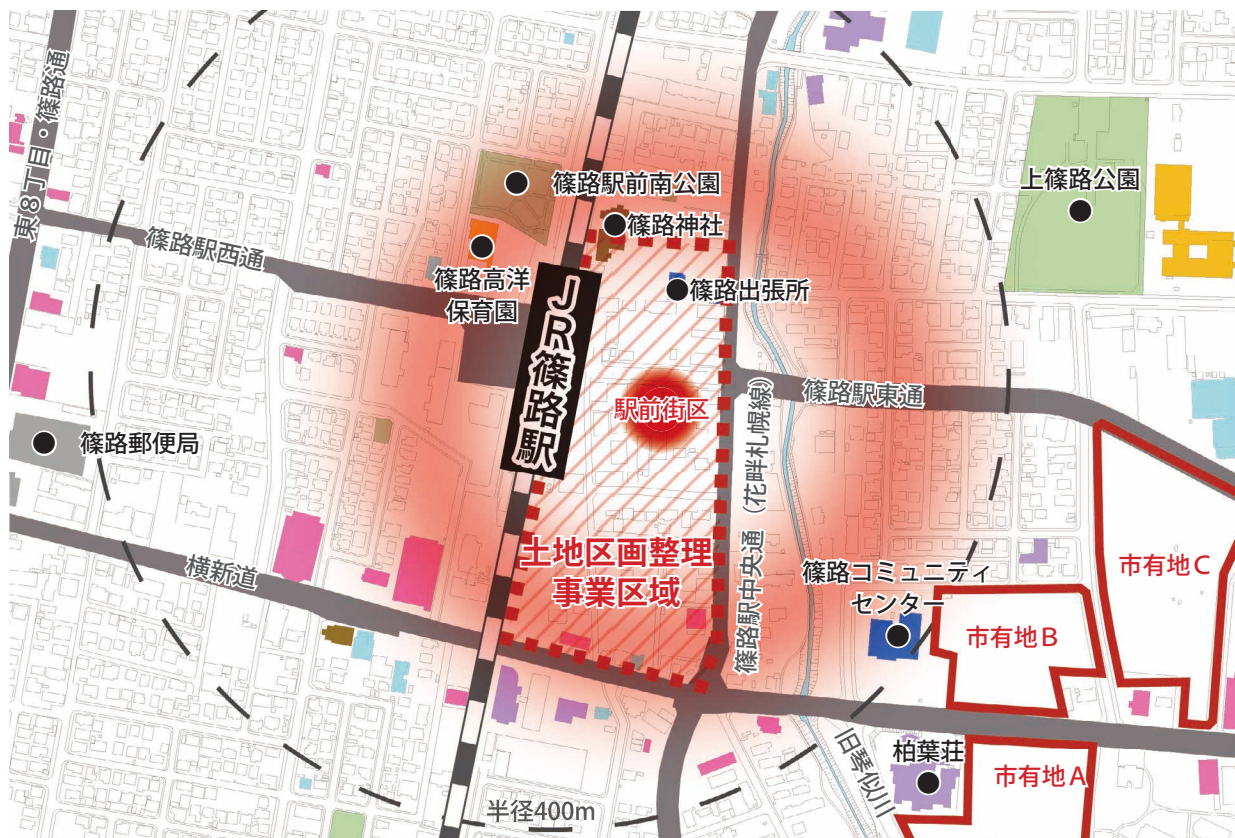 東8丁目・篠路通
篠路駅西通
篠路駅前南公園
篠路神社
篠路高洋
保育園
篠路出張所
上篠路公園
JR篠路駅
駅前街区
篠路駅東通
篠路郵便局
篠路駅中央通（花畔札幌線）
横新道
土地区画整理
事業区域
篠路コミュニティ
センター
市有地C
市有地B
柏葉荘
市有地A
旧琴似川
半径400m